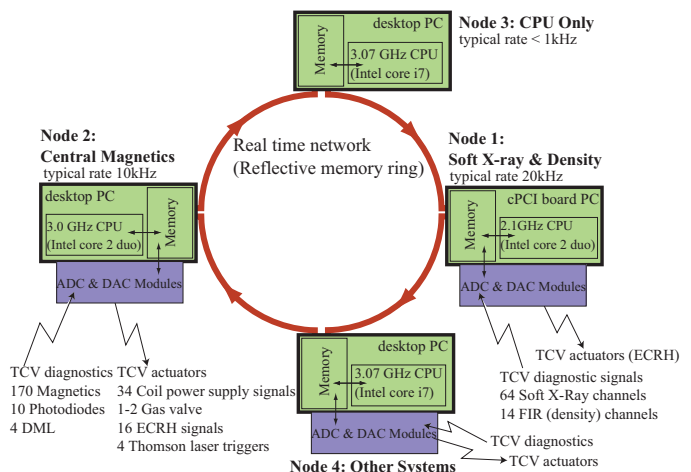 Node 3: CPU Only
typical rate < 1kHz
desktop PC
Memory
3.07 GHz CPU
(Intel core i7)
Real time network
(Reflective memory ring)
Node 2:
Central Magnetics
typical rate 10kHz
desktop PC
3.0 GHz CPU
(Intel core 2 duo)
Memory
ADC & DAC Modules
TCV diagnostics
170 Magnetics
10 Photodiodes
4 DML
TCV actuators
34 Coil power supply signals
1-2 Gas valve
16 ECRH signals
4 Thomson laser triggers
Node 1:
Soft X-ray & Density
typical rate 20kHz
cPCI board PC
Memory
2.1GHz CPU
(Intel core 2 duo)
ADC & DAC Modules
TCV actuators (ECRH)
TCV diagnostic signals
64 Soft X-Ray channels
14 FIR (density) channels
desktop PC
Memory
3.07 GHz CPU
(Intel core i7)
ADC & DAC Modules
TCV diagnostics
TCV actuators
Node 4: Other Systems